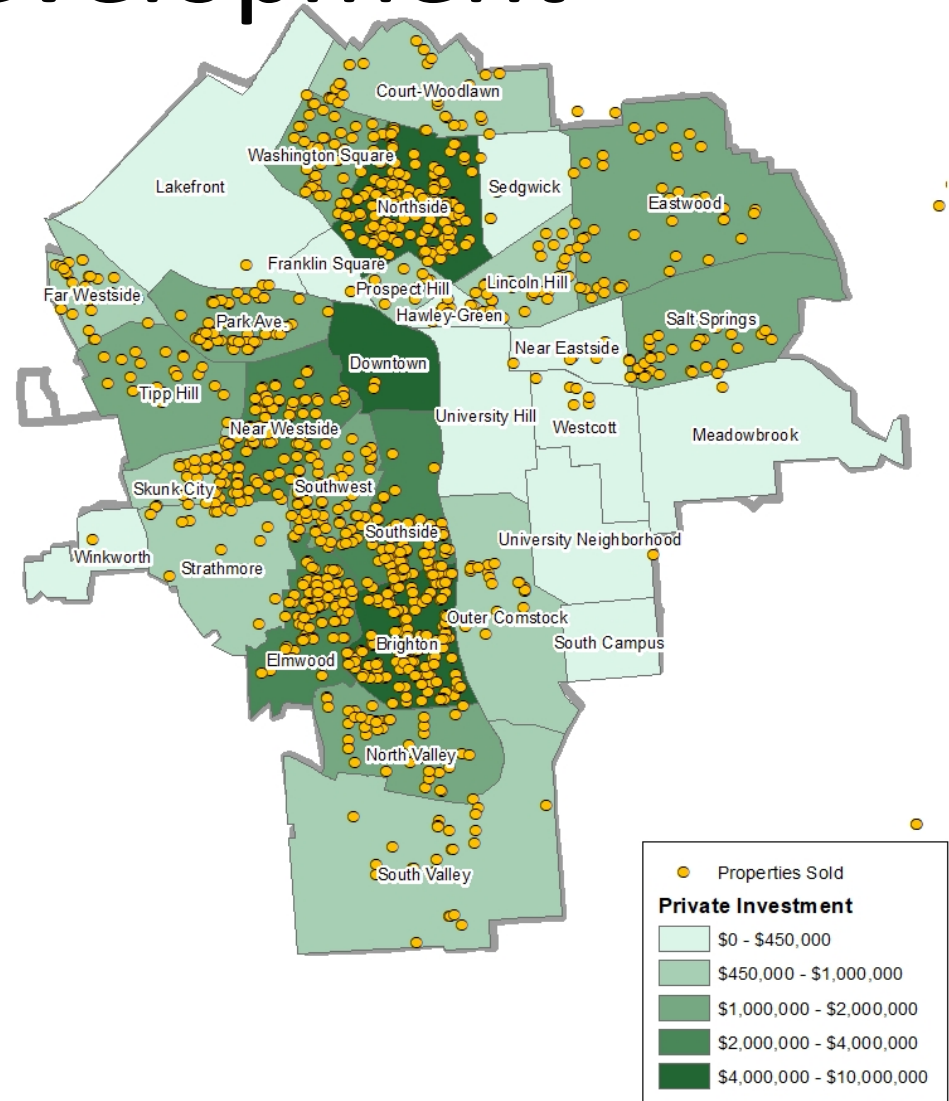 Court-Woodlawn
Washington Square
Lakefront
Sedgwick
Northside
Eastwood
Franklin Square
Prospect Hill
Lincoln Hill
Far Westside
Hawley-Green
Park Ave.
Salt Springs
Near Eastside
Downtown
Tipp Hill
University Hill
Near Westside
Westcott
Meadowbrook
Skunk City
Southwest
Southside
University Neighborhood
Winkworth
Strathmore
Outer Comstock
Brighton
South Campus
Elmwood
North Valley
South Valley
Properties Sold
Private Investment
$0 - $450,000
$450,000 - $1,000,000
$1,000,000 - $2,000,000
$2,000,000 - $4,000,000
$4,000,000 - $10,000,000